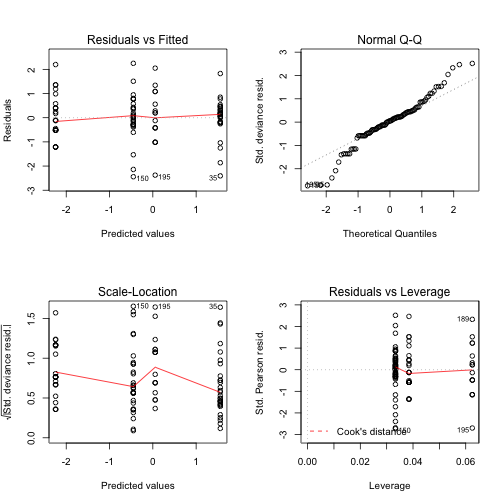 Residuals vs Fitted
Residuals
-3 -2 -1 0 1 2
150 195 35
-2 -1 0 1
Predicted values
Normal Q-Q
Std. deviance resid.
-2 -1 0 1 2 3
-2 -1 0 1 2
Theoretical Quantiles
Scale-Location
√|Std. deviance resid.|
0.0 0.5 1.0 1.5
150 195 35
-2 -1 0 1
Predicted values
Residuals vs Leverage
Std. Pearson resid.
-3 -2 -1 0 1 2 3
189
150 195
Cook's distance
0.00 0.02 0.04 0.06
Leverage